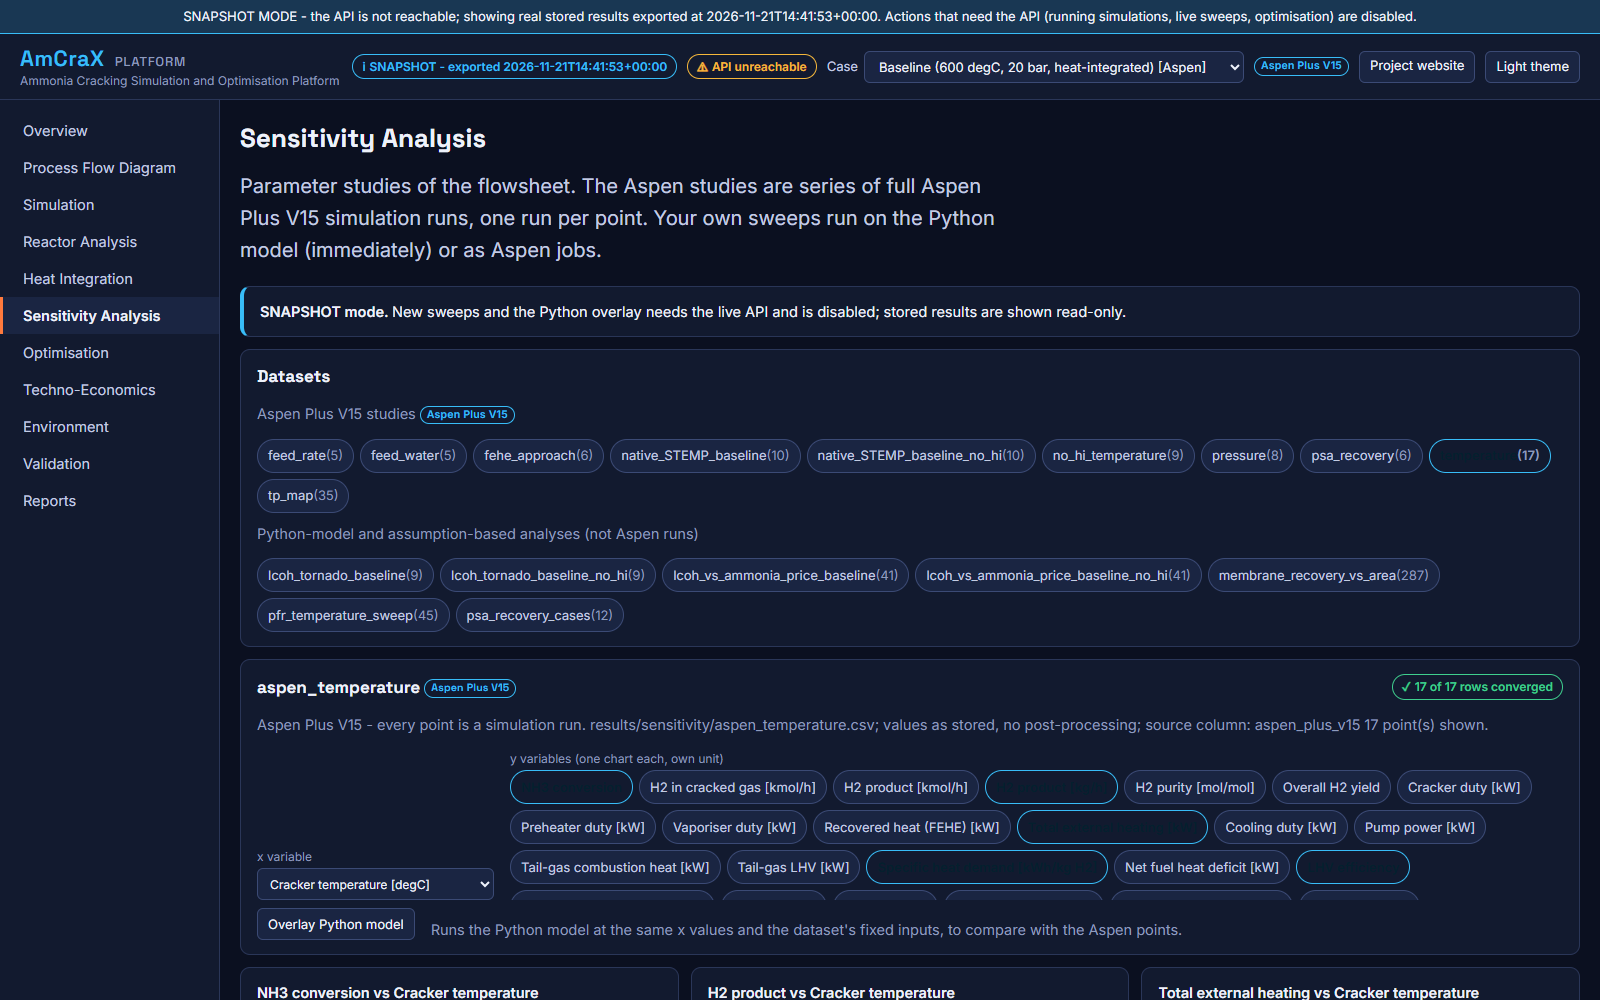 SNAPSHOT MODE - the API is not reachable; showing real stored results exported at 2026-11-21T14:41:53+00:00. Actions that need the API (running simulations, live sweeps, optimisation) are disabled.
AmCraX PLATFORM
Ammonia Cracking Simulation and Optimisation Platform
i SNAPSHOT - exported 2026-11-21T14:41:53+00:00
⚠ API unreachable
Case
Baseline (600 degC, 20 bar, heat-integrated) [Aspen]
Aspen Plus V15
Project website
Light theme
Overview
Process Flow Diagram
Simulation
Reactor Analysis
Heat Integration
Sensitivity Analysis
Optimisation
Techno-Economics
Environment
Validation
Reports
Sensitivity Analysis
Parameter studies of the flowsheet. The Aspen studies are series of full Aspen
Plus V15 simulation runs, one run per point. Your own sweeps run on the Python
model (immediately) or as Aspen jobs.
SNAPSHOT mode. New sweeps and the Python overlay needs the live API and is disabled; stored results are shown read-only.
Datasets
Aspen Plus V15 studies Aspen Plus V15
feed_rate(5) feed_water(5) fehe_approach(6) native_STEMP_baseline(10) native_STEMP_baseline_no_hi(10) no_hi_temperature(9) pressure(8) psa_recovery(6) (17)
tp_map(35)
Python-model and assumption-based analyses (not Aspen runs)
lcoh_tornado_baseline(9) lcoh_tornado_baseline_no_hi(9) lcoh_vs_ammonia_price_baseline(41) lcoh_vs_ammonia_price_baseline_no_hi(41) membrane_recovery_vs_area(287)
pfr_temperature_sweep(45) psa_recovery_cases(12)
aspen_temperature Aspen Plus V15
✓ 17 of 17 rows converged
Aspen Plus V15 - every point is a simulation run. results/sensitivity/aspen_temperature.csv; values as stored, no post-processing; source column: aspen_plus_v15 17 point(s) shown.
y variables (one chart each, own unit)
H2 in cracked gas [kmol/h] H2 product [kmol/h] H2 purity [mol/mol] Overall H2 yield Cracker duty [kW]
Preheater duty [kW] Vaporiser duty [kW] Recovered heat (FEHE) [kW] Cooling duty [kW] Pump power [kW]
Tail-gas combustion heat [kW] Tail-gas LHV [kW] Net fuel heat deficit [kW]
x variable
Cracker temperature [degC]
Overlay Python model
Runs the Python model at the same x values and the dataset's fixed inputs, to compare with the Aspen points.
NH3 conversion vs Cracker temperature
H2 product vs Cracker temperature
Total external heating vs Cracker temperature